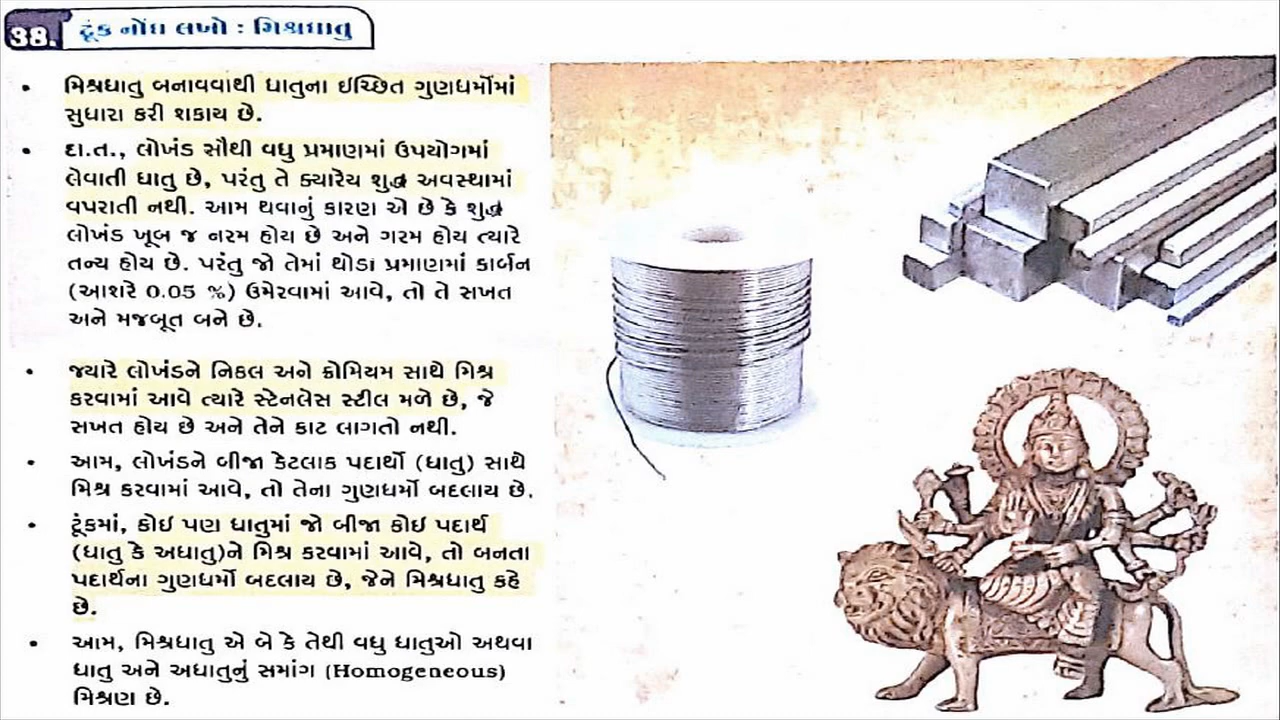 38. ટૂંક નોંધ લખો : મિશ્રધાતુ
• મિશ્રધાતુ બનાવવાથી ધાતુના ઇચ્છિત ગુણધર્મોમાં
સુધારા કરી શકાય છે.
• દા.ત., લોખંડ સૌથી વધુ પ્રમાણમાં ઉપયોગમાં
લેવાતી ધાતુ છે, પરંતુ તે ક્યારેય શુદ્ધ અવસ્થામાં
વપરાતી નથી. આમ થવાનું કારણ એ છે કે શુદ્ધ
લોખંડ ખૂબ જ નરમ હોય છે અને ગરમ હોય ત્યારે
તન્ય હોય છે. પરંતુ જો તેમાં થોડા પ્રમાણમાં કાર્બન
(આશરે 0.05 %) ઉમેરવામાં આવે, તો તે સખત
અને મજબૂત બને છે.
• જ્યારે લોખંડને નિકલ અને ક્રોમિયમ સાથે મિશ્ર
કરવામાં આવે ત્યારે સ્ટેનલેસ સ્ટીલ મળે છે, જે
સખત હોય છે અને તેને કાટ લાગતો નથી.
• આમ, લોખંડને બીજા કેટલાક પદાર્થો (ધાતુ) સાથે
મિશ્ર કરવામાં આવે, તો તેના ગુણધર્મો બદલાય છે.
• ટૂંકમાં, કોઇ પણ ધાતુમાં જો બીજા કોઇ પદાર્થ
(ધાતુ કે અધાતુ)ને મિશ્ર કરવામાં આવે, તો બનતા
પદાર્થના ગુણધર્મો બદલાય છે, જેને મિશ્રધાતુ કહે
છે.
• આમ, મિશ્રધાતુ એ બે કે તેથી વધુ ધાતુઓ અથવા
ધાતુ અને અધાતુનું સમાંગ (Homogeneous)
મિશ્રણ છે.